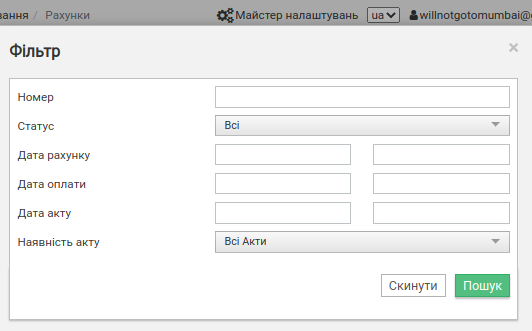 вання / Рахунки Майстер налаштувань ua willnotgotomumbai@
Фільтр ×
Номер
Статус Всі
Дата рахунку
Дата оплати
Дата акту
Наявність акту Всі Акти
Скинути Пошук